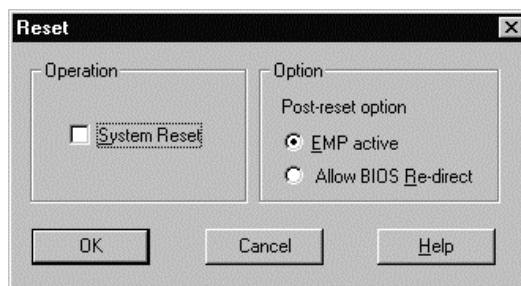 Reset
Operation
System Reset
Option
Post-reset option
EMP active
Allow BIOS Re-direct
OK
Cancel
Help